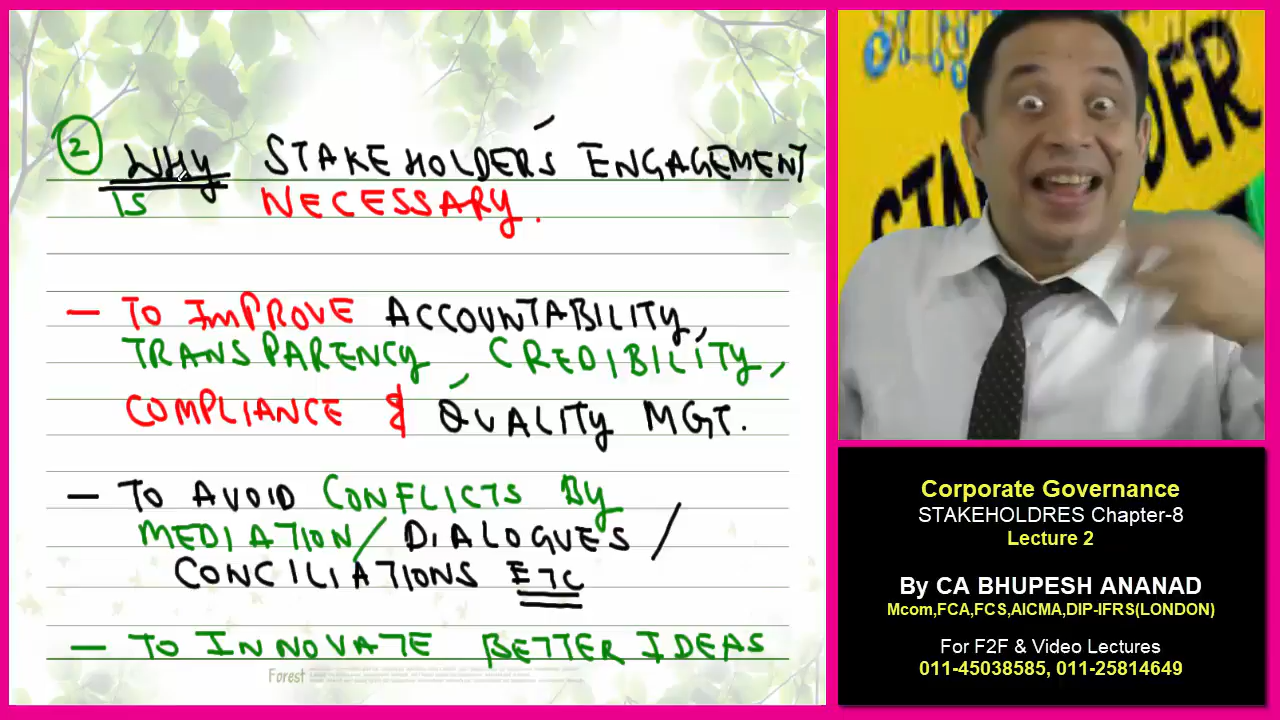 2 WHY STAKEHOLDER'S ENGAGEMENT
IS NECESSARY.
— TO IMPROVE ACCOUNTABILITY,
TRANSPARENCY, CREDIBILITY,
COMPLIANCE & QUALITY MGT.
— TO AVOID CONFLICTS BY
MEDIATION/ DIALOGUES /
CONCILIATIONS ETC
— TO INNOVATE BETTER IDEAS
Forest
Corporate Governance
STAKEHOLDRES Chapter-8
Lecture 2
By CA BHUPESH ANANAD
Mcom,FCA,FCS,AICMA,DIP-IFRS(LONDON)
For F2F & Video Lectures
011-45038585, 011-25814649